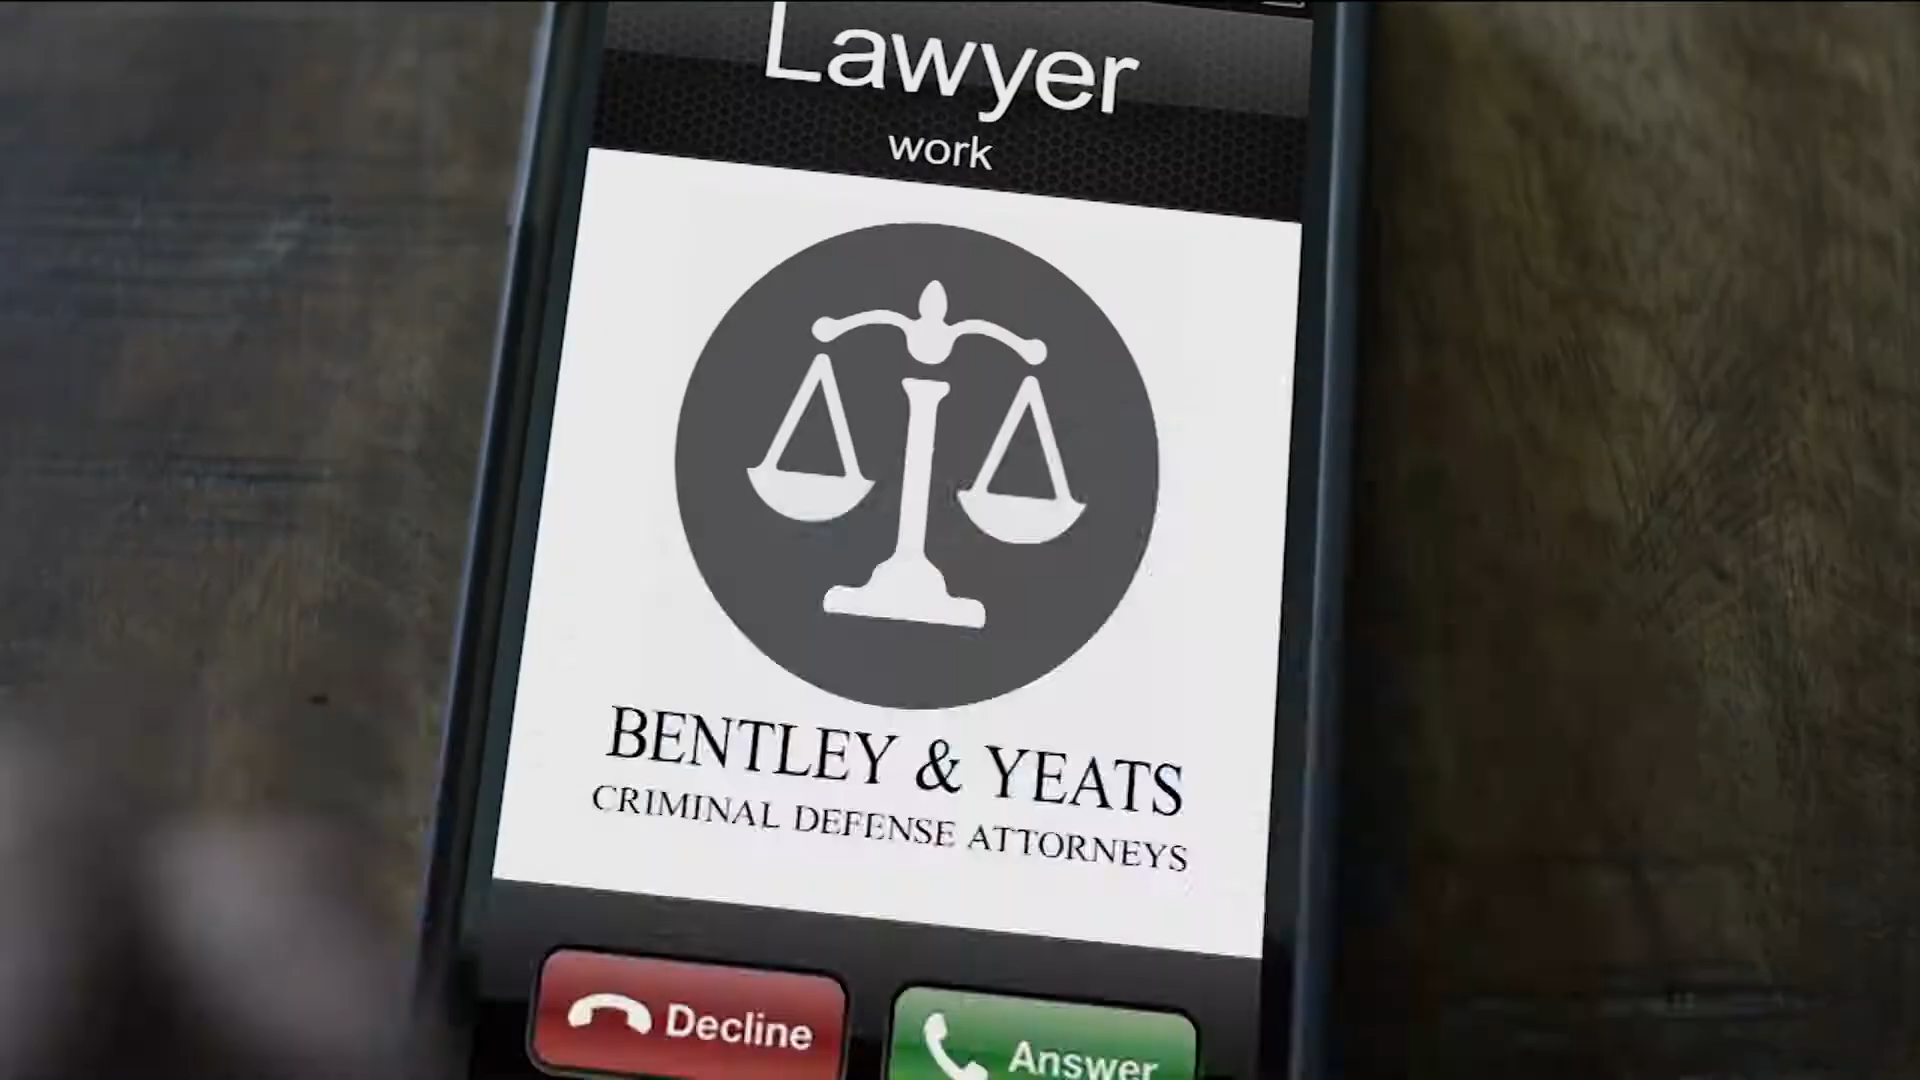 Lawyer
work
BENTLEY & YEATS
CRIMINAL DEFENSE ATTORNEYS
Decline
Answer